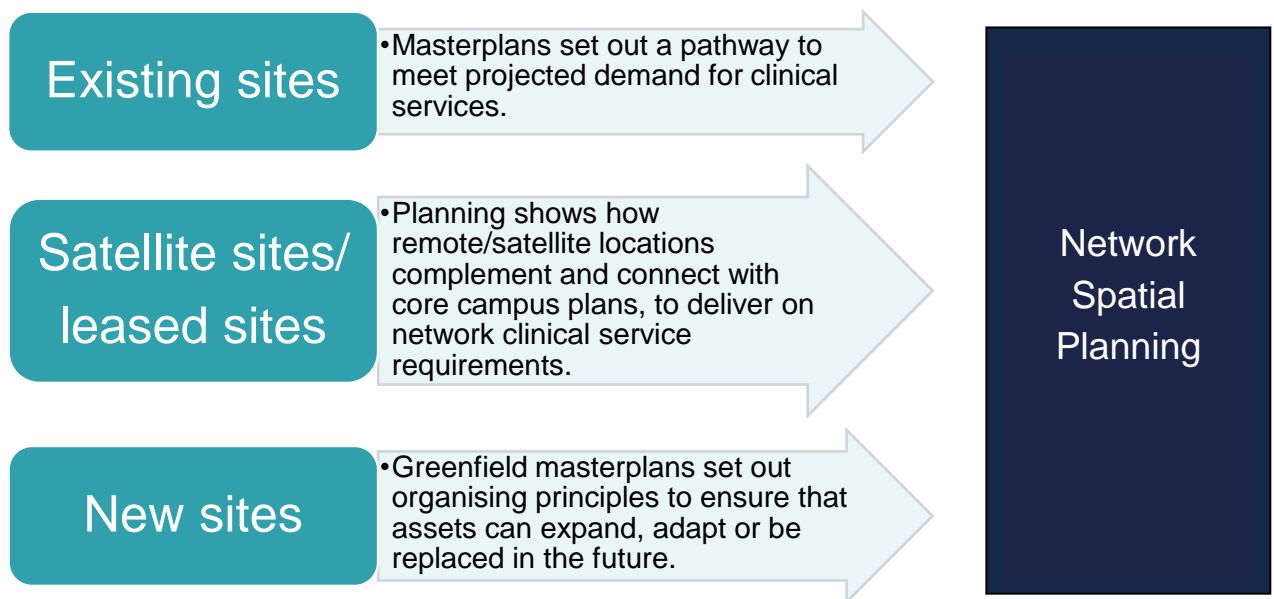 Existing sites
•Masterplans set out a pathway to
meet projected demand for clinical
services.
Satellite sites/
leased sites
•Planning shows how
remote/satellite locations
complement and connect with
core campus plans, to deliver on
network clinical service
requirements.
New sites
•Greenfield masterplans set out
organising principles to ensure that
assets can expand, adapt or be
replaced in the future.
Network
Spatial
Planning